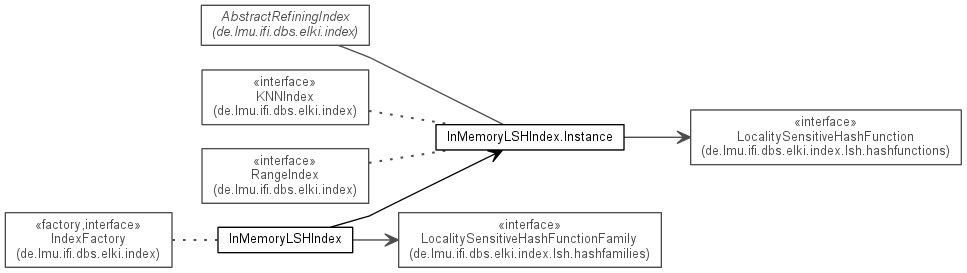 AbstractRefiningIndex
(de.lmu.ifi.dbs.elki.index)
«interface»
KNNIndex
(de.lmu.ifi.dbs.elki.index)
InMemoryLSHIndex.Instance
«interface»
LocalitySensitiveHashFunction
(de.lmu.ifi.dbs.elki.index.lsh.hashfunctions)
«interface»
RangeIndex
(de.lmu.ifi.dbs.elki.index)
«factory,interface»
IndexFactory
(de.lmu.ifi.dbs.elki.index)
InMemoryLSHIndex
«interface»
LocalitySensitiveHashFunctionFamily
(de.lmu.ifi.dbs.elki.index.lsh.hashfamilies)